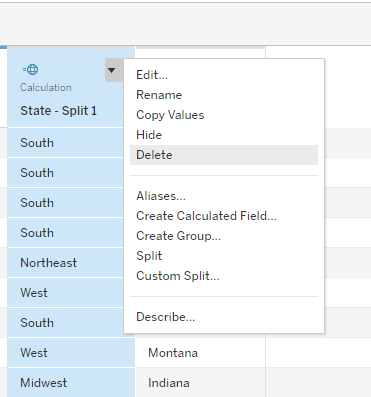 Calculation
State - Split 1
South
South
South
South
Northeast
West
South
West
Montana
Midwest
Indiana
Edit...
Rename
Copy Values
Hide
Delete
Aliases...
Create Calculated Field...
Create Group...
Split
Custom Split...
Describe...